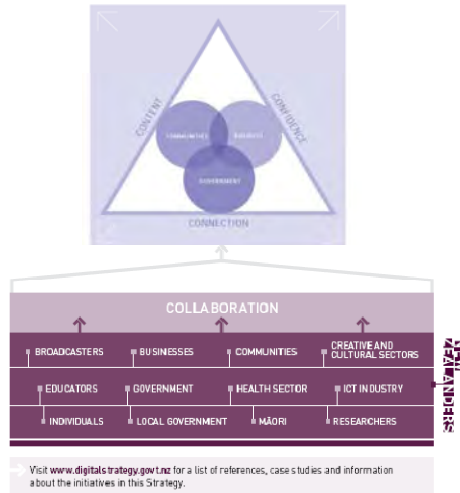 CONTENT
CONFIDENCE
COMMUNITIES
BUSINESS
GOVERNMENT
CONNECTION
COLLABORATION
BROADCASTERS
BUSINESSES
COMMUNITIES
CREATIVE AND
CULTURAL SECTORS
EDUCATORS
GOVERNMENT
HEALTH SECTOR
ICT INDUSTRY
INDIVIDUALS
LOCAL GOVERNMENT
MĀORI
RESEARCHERS
ZEALANDERS
Visit www.digitalstrategy.govt.nz for a list of references, case studies and information
about the initiatives in this Strategy.